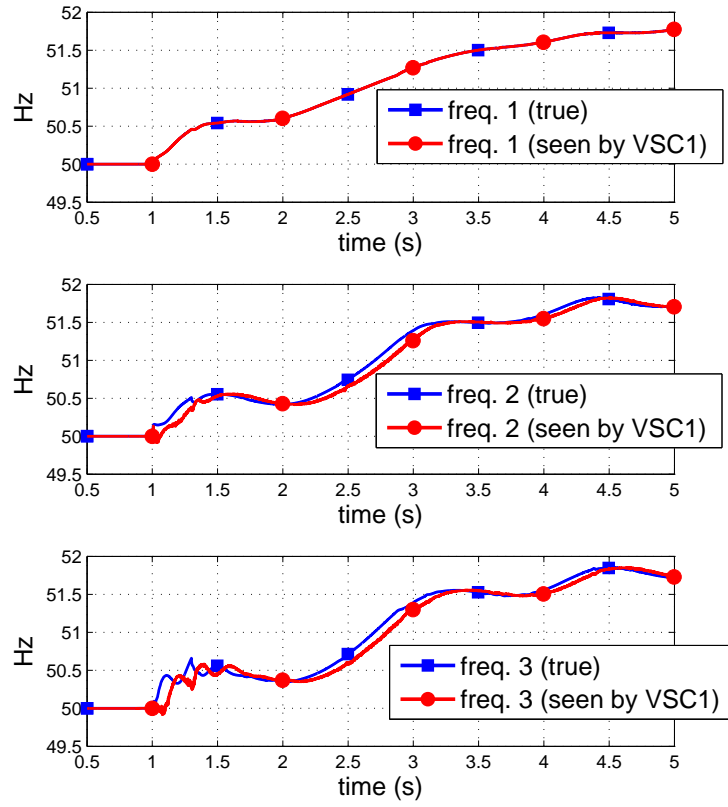 52
51.5
51
50.5
50
49.5
Hz
freq. 1 (true)
freq. 1 (seen by VSC1)
0.5 1 1.5 2 2.5 3 3.5 4 4.5 5
time (s)
52
51.5
51
50.5
50
49.5
Hz
freq. 2 (true)
freq. 2 (seen by VSC1)
0.5 1 1.5 2 2.5 3 3.5 4 4.5 5
time (s)
52
51.5
51
50.5
50
49.5
Hz
freq. 3 (true)
freq. 3 (seen by VSC1)
0.5 1 1.5 2 2.5 3 3.5 4 4.5 5
time (s)